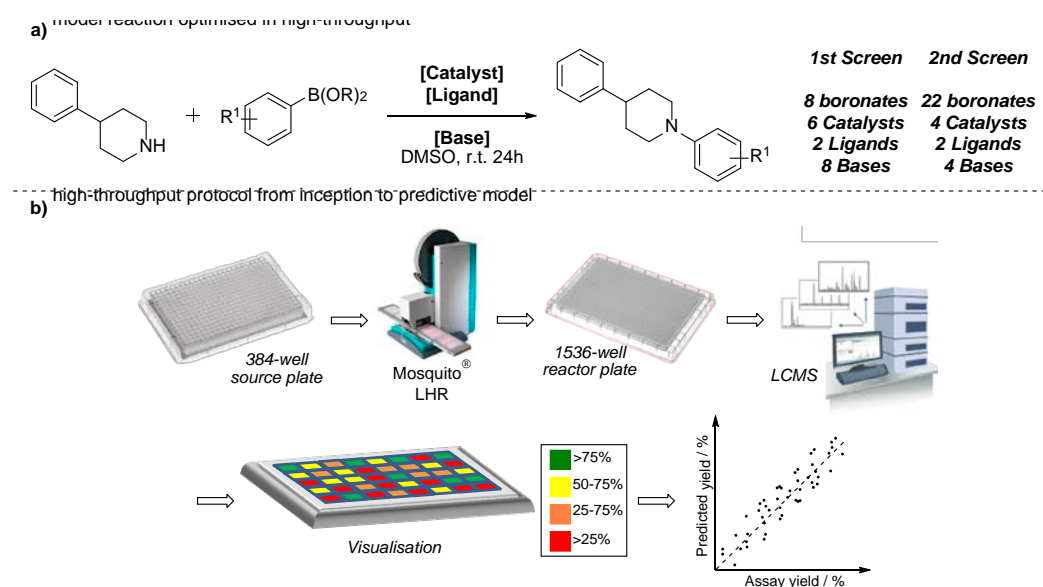 model reaction optimised in high-throughput
a)
1st Screen 2nd Screen
[Catalyst]
[Ligand]
[Base]
DMSO, r.t. 24h
B(OR)2
R1
NH
N
R1
8 boronates 22 boronates
6 Catalysts 4 Catalysts
2 Ligands 2 Ligands
8 Bases 4 Bases
high-throughput protocol from inception to predictive model
b)
384-well
source plate
Mosquito®
LHR
1536-well
reactor plate
LCMS
Visualisation
>75%
50-75%
25-75%
>25%
Predicted yield / %
Assay yield / %